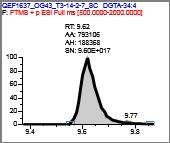 QEF1637_OG43_T3-14-2-7_SC DGTA-34:4
F: FTMS + p ESI Full ms [500.0000-2000.0000]
RT: 9.62
AA: 793106
AH: 188368
SN: 9.60E+017
100
80
60
40
20
0
9.77
9.4 9.6 9.8